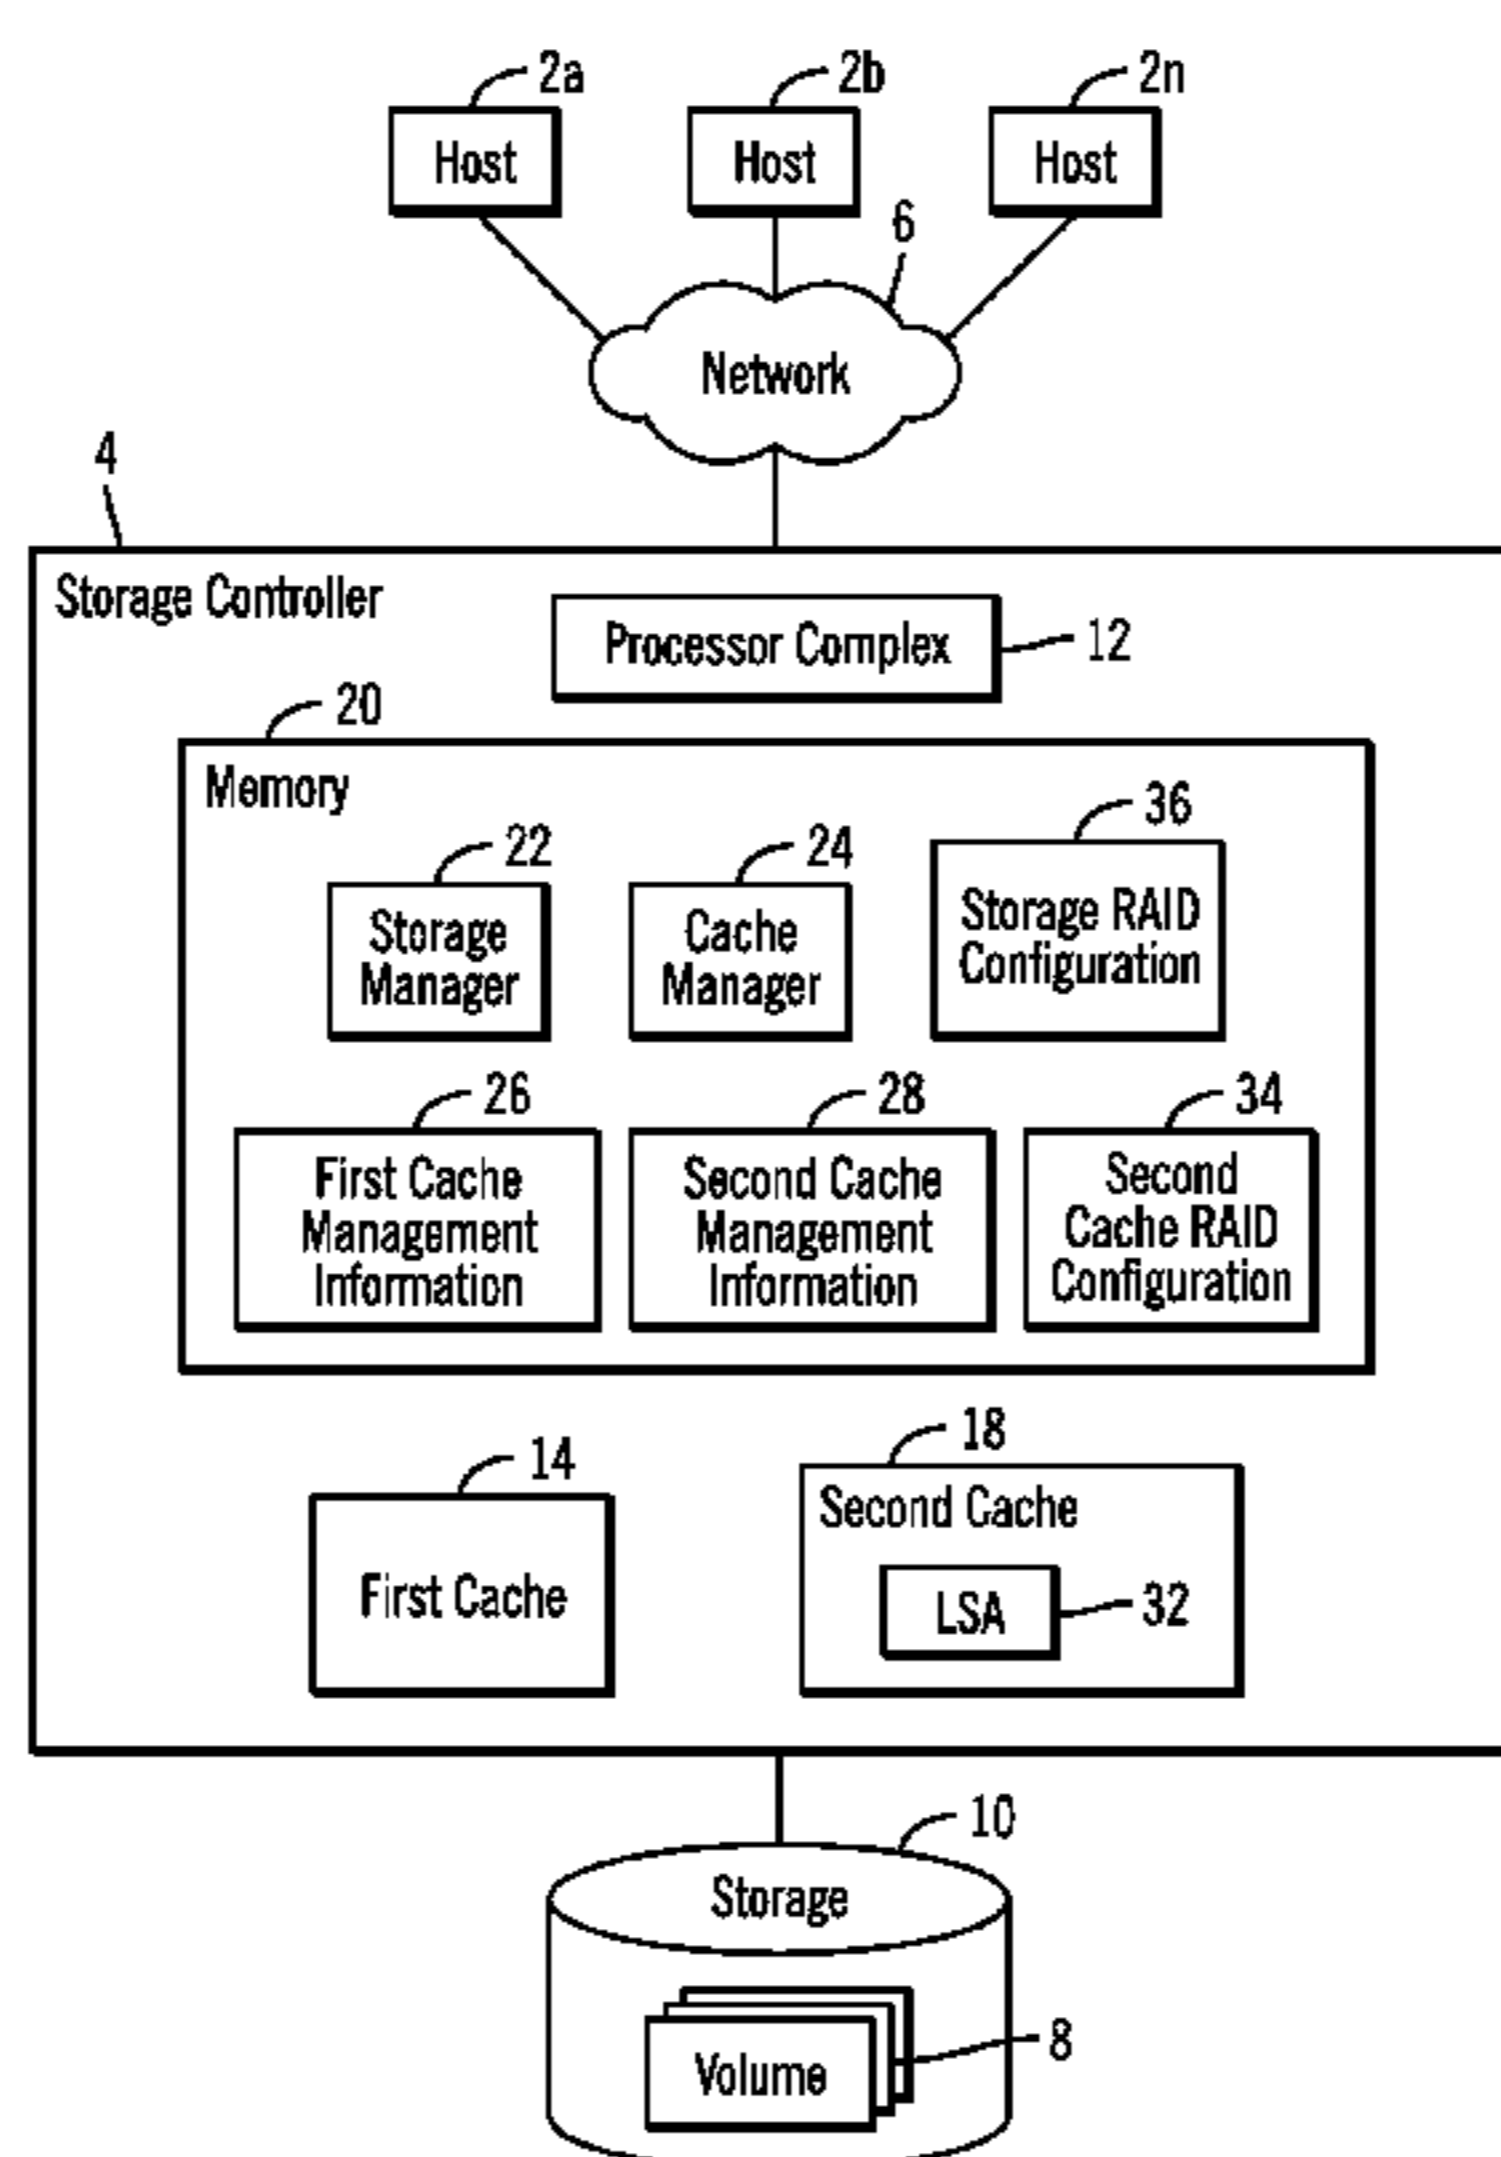 2a
2b
2n
Host
Host
Host
6
Network
4
Storage Controller
Processor Complex
12
20
Memory
22
24
36
Storage
Manager
Cache
Manager
Storage RAID
Configuration
26
28
34
First Cache
Management
Information
Second Cache
Management
Information
Second
Cache RAID
Configuration
14
18
First Cache
Second Cache
LSA
32
10
Storage
Volume
8